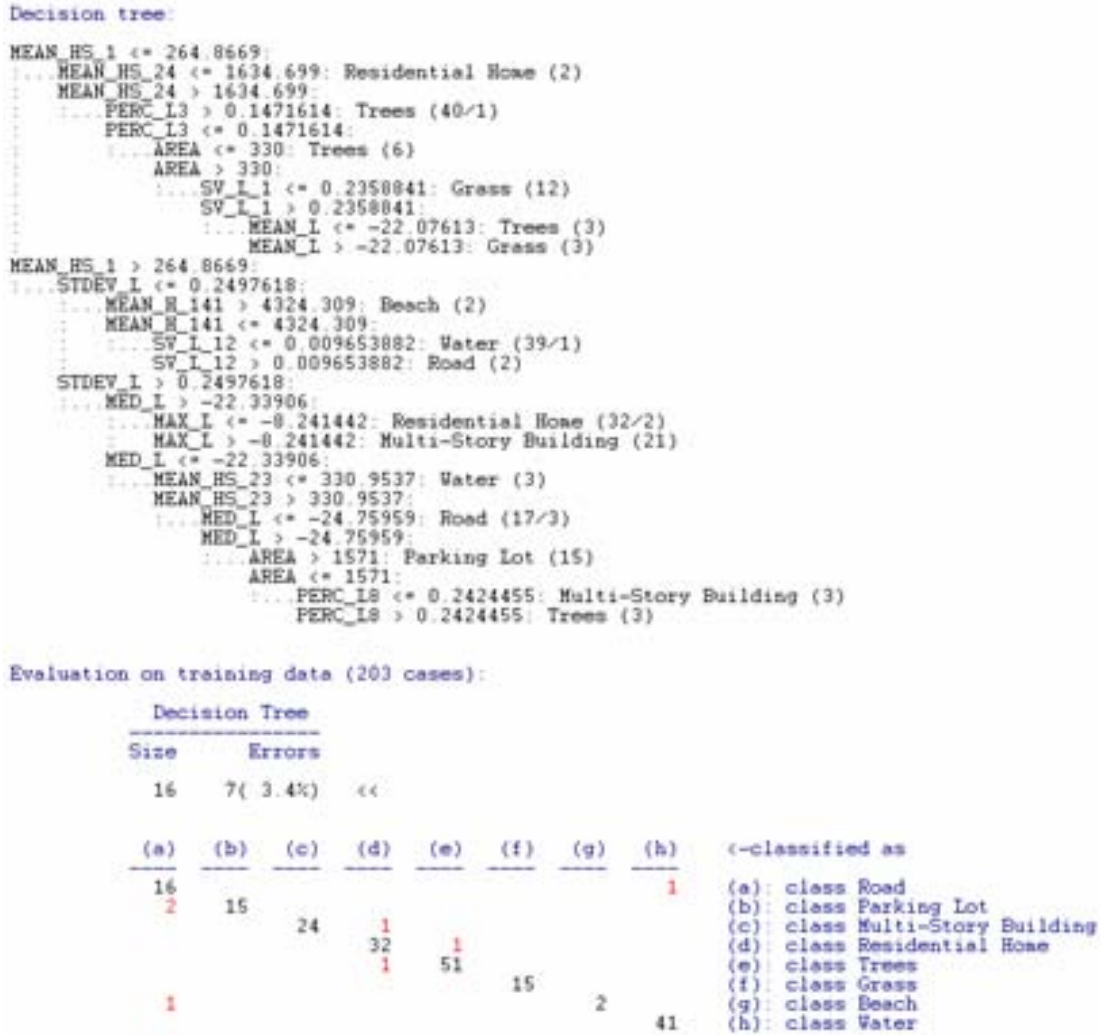 Decision tree:
MEAN_HS_1 <= 264.8669:
:...MEAN_HS_24 <= 1634.699: Residential Home (2)
:   MEAN_HS_24 > 1634.699:
:   :...PERC_L3 > 0.1471614: Trees (40/1)
:       PERC_L3 <= 0.1471614:
:       :...AREA <= 330: Trees (6)
:           AREA > 330:
:           :...SV_L_1 <= 0.2358841: Grass (12)
:               SV_L_1 > 0.2358841:
:               :...MEAN_L <= -22.07613: Trees (3)
:                   MEAN_L > -22.07613: Grass (3)
MEAN_HS_1 > 264.8669:
:...STDEV_L <= 0.2497618:
    :...MEAN_H_141 > 4324.309: Beach (2)
    :   MEAN_H_141 <= 4324.309:
    :   :...SV_L_12 <= 0.009653882: Water (39/1)
    :       SV_L_12 > 0.009653882: Road (2)
    STDEV_L > 0.2497618:
    :...MED_L > -22.33906:
        :...MAX_L <= -8.241442: Residential Home (32/2)
        :   MAX_L > -8.241442: Multi-Story Building (21)
        MED_L <= -22.33906:
        :...MEAN_HS_23 <= 330.9537: Water (3)
            MEAN_HS_23 > 330.9537:
            :...MED_L <= -24.75959: Road (17/3)
                MED_L > -24.75959:
                :...AREA > 1571: Parking Lot (15)
                    AREA <= 1571:
                    :...PERC_L8 <= 0.2424455: Multi-Story Building (3)
                        PERC_L8 > 0.2424455: Trees (3)
Evaluation on training data (203 cases):
Decision Tree
----------------
Size Errors
16 7( 3.4%) <<
(a) (b) (c) (d) (e) (f) (g) (h) <-classified as
---- ---- ---- ---- ---- ---- ---- ----
16 1 (a): class Road
2 15 (b): class Parking Lot
24 1 (c): class Multi-Story Building
32 1 (d): class Residential Home
1 51 (e): class Trees
15 (f): class Grass
1 2 (g): class Beach
41 (h): class Water